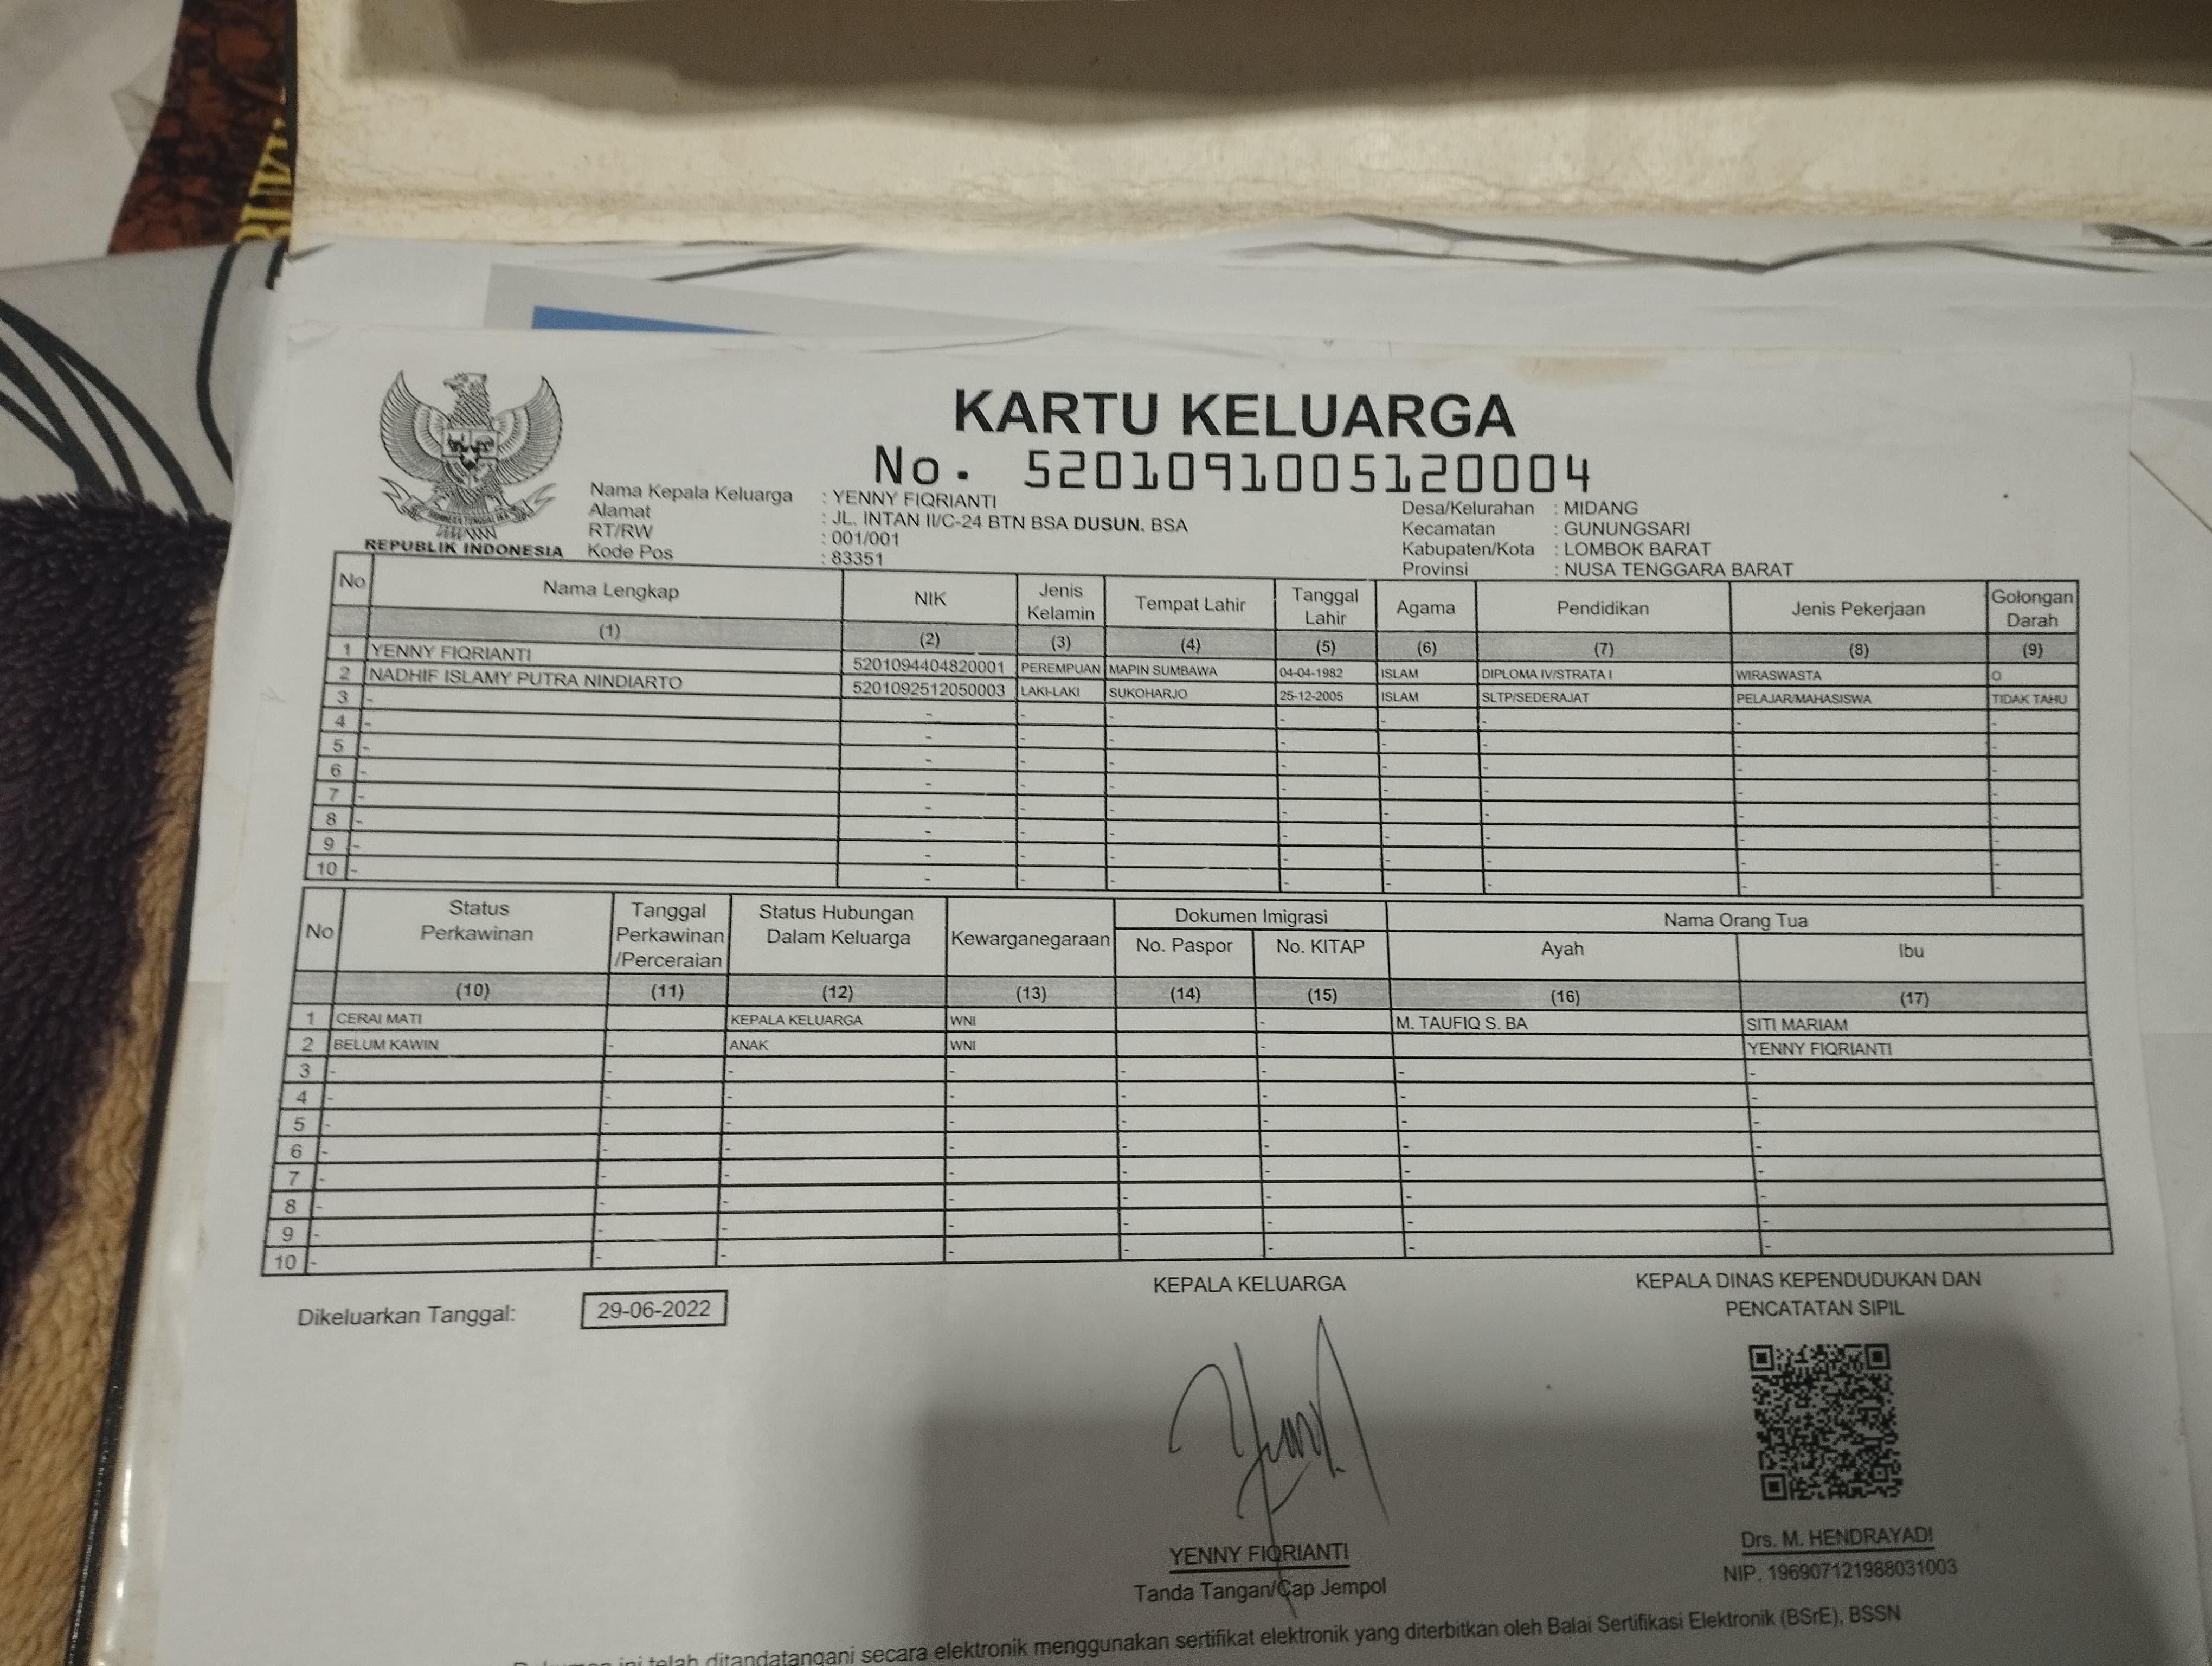 KARTU KELUARGA
No. 5201091005120004
REPUBLIK INDONESIA
Nama Kepala Keluarga : YENNY FIQRIANTI
Alamat : JL. INTAN II/C-24 BTN BSA DUSUN. BSA
RT/RW : 001/001
Kode Pos : 83351
Desa/Kelurahan : MIDANG
Kecamatan : GUNUNGSARI
Kabupaten/Kota : LOMBOK BARAT
Provinsi : NUSA TENGGARA BARAT
No Nama Lengkap NIK Jenis Kelamin Tempat Lahir Tanggal Lahir Agama Pendidikan Jenis Pekerjaan Golongan Darah
(1) (2) (3) (4) (5) (6) (7) (8) (9)
1 YENNY FIQRIANTI 5201094404820001 PEREMPUAN MAPIN SUMBAWA 04-04-1982 ISLAM DIPLOMA IV/STRATA I WIRASWASTA O
2 NADHIF ISLAMY PUTRA NINDIARTO 5201092512050003 LAKI-LAKI SUKOHARJO 25-12-2005 ISLAM SLTP/SEDERAJAT PELAJAR/MAHASISWA TIDAK TAHU
3 - - - - - - - - -
4 - - - - - - - - -
5 - - - - - - - - -
6 - - - - - - - - -
7 - - - - - - - - -
8 - - - - - - - - -
9 - - - - - - - - -
10 - - - - - - - - -
No Status Perkawinan Tanggal Perkawinan /Perceraian Status Hubungan Dalam Keluarga Kewarganegaraan Dokumen Imigrasi No. Paspor No. KITAP Nama Orang Tua Ayah Ibu
(10) (11) (12) (13) (14) (15) (16) (17)
1 CERAI MATI KEPALA KELUARGA WNI - M. TAUFIQ S. BA SITI MARIAM
2 BELUM KAWIN - ANAK WNI - YENNY FIQRIANTI
3 - - - - - - - -
4 - - - - - - - -
5 - - - - - - - -
6 - - - - - - - -
7 - - - - - - - -
8 - - - - - - - -
9 - - - - - - - -
10 - - - - - - - -
Dikeluarkan Tanggal: 29-06-2022
KEPALA KELUARGA
YENNY FIQRIANTI
Tanda Tangan/Cap Jempol
KEPALA DINAS KEPENDUDUKAN DAN
PENCATATAN SIPIL
Drs. M. HENDRAYADI
NIP. 196907121988031003
ini telah ditandatangani secara elektronik menggunakan sertifikat elektronik yang diterbitkan oleh Balai Sertifikasi Elektronik (BSrE), BSSN